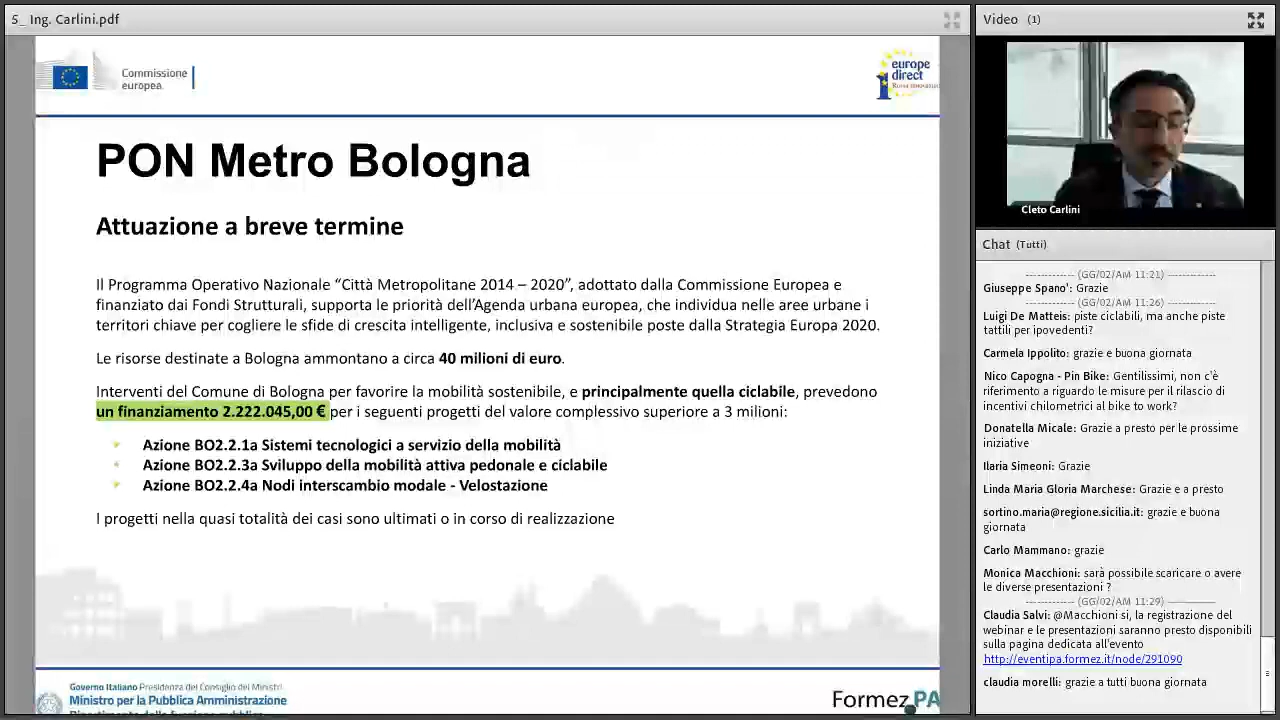 5_ Ing. Carlini.pdf
Commissione
europea
europe
direct
Roma Innovazione
PON Metro Bologna
Attuazione a breve termine
Il Programma Operativo Nazionale “Città Metropolitane 2014 – 2020”, adottato dalla Commissione Europea e
finanziato dai Fondi Strutturali, supporta le priorità dell’Agenda urbana europea, che individua nelle aree urbane i
territori chiave per cogliere le sfide di crescita intelligente, inclusiva e sostenibile poste dalla Strategia Europa 2020.
Le risorse destinate a Bologna ammontano a circa 40 milioni di euro.
Interventi del Comune di Bologna per favorire la mobilità sostenibile, e principalmente quella ciclabile, prevedono
un finanziamento 2.222.045,00 € per i seguenti progetti del valore complessivo superiore a 3 milioni:
Azione BO2.2.1a Sistemi tecnologici a servizio della mobilità
Azione BO2.2.3a Sviluppo della mobilità attiva pedonale e ciclabile
Azione BO2.2.4a Nodi interscambio modale - Velostazione
I progetti nella quasi totalità dei casi sono ultimati o in corso di realizzazione
Governo Italiano Presidenza del Consiglio dei Ministri
Ministro per la Pubblica Amministrazione
Dipartimento della funzione pubblica
Formez PA
Video (1)
Cleto Carlini
Chat (Tutti)
------------- (GG/02/AM 11:21) -------------
Giuseppe Spano': Grazie
------------- (GG/02/AM 11:26) -------------
Luigi De Matteis: piste ciclabili, ma anche piste
tattili per ipovedenti?
Carmela Ippolito: grazie e buona giornata
Nico Capogna - Pin Bike: Gentilissimi, non c'è
riferimento a riguardo le misure per il rilascio di
incentivi chilometrici al bike to work?
Donatella Micale: Grazie a presto per le prossime
iniziative
Ilaria Simeoni: Grazie
Linda Maria Gloria Marchese: Grazie e a presto
sortino.maria@regione.sicilia.it: grazie e buona
giornata
Carlo Mammano: grazie
Monica Macchioni: sarà possibile scaricare o avere
le diverse presentazioni ?
------------- (GG/02/AM 11:29) -------------
Claudia Salvi: @Macchioni si, la registrazione del
webinar e le presentazioni saranno presto disponibili
sulla pagina dedicata all'evento
http://eventipa.formez.it/node/291090
claudia morelli: grazie a tutti buona giornata